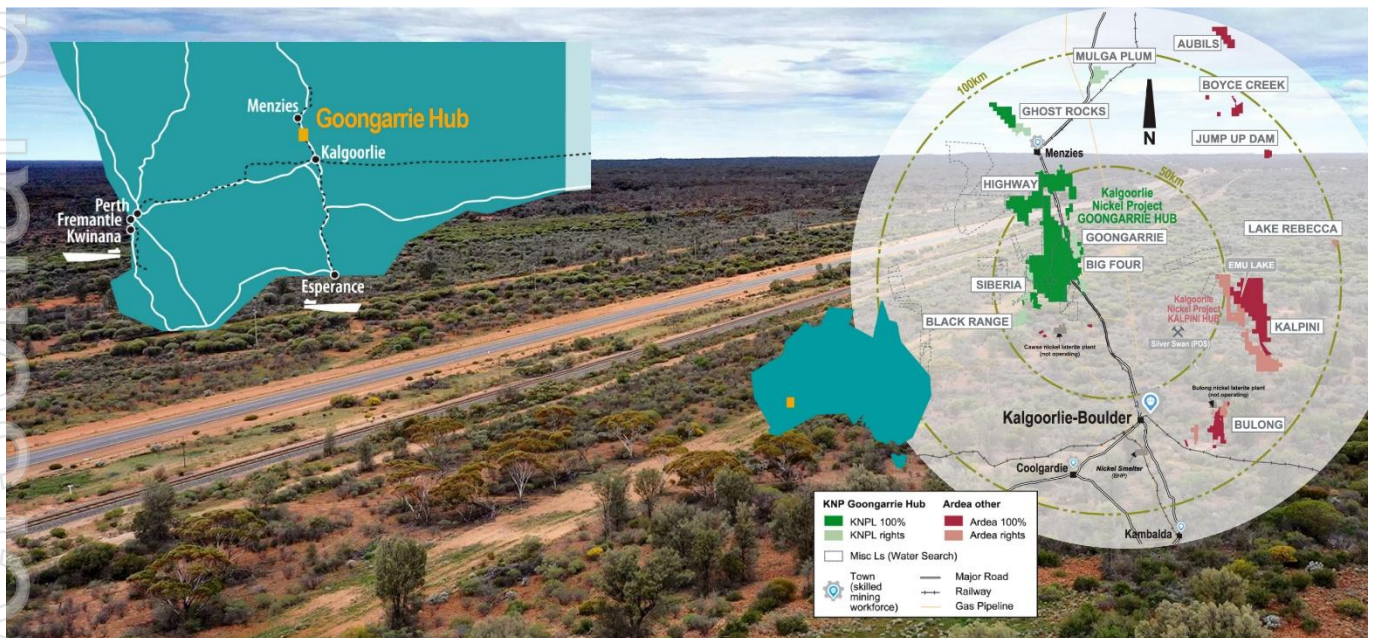 Menzies
Goongarrie Hub
Kalgoorlie
Perth
Fremantle
Kwinana
Esperance
MULGA PLUM
AUBILS
100km
BOYCE CREEK
GHOST ROCKS
N
JUMP UP DAM
Menzies
HIGHWAY
50km
Kalgoorlie
Nickel Project
GOONGARRIE HUB
GOONGARRIE
LAKE REBECCA
BIG FOUR
EMU LAKE
SIBERIA
Kalgoorlie
Nickel Project
KALPINI HUB
KALPINI
BLACK RANGE
Silver Swan (POS)
Cawse nickel laterite plant
(not operating)
Bulong nickel laterite plant
(not operating)
Kalgoorlie-Boulder
BULONG
Coolgardie
Nickel Smelter
(BHP)
Kambalda
KNP Goongarrie Hub
KNPL 100%
KNPL rights
Ardea other
Ardea 100%
Ardea rights
Misc Ls (Water Search)
Town
(skilled
mining
workforce)
Major Road
Railway
Gas Pipeline